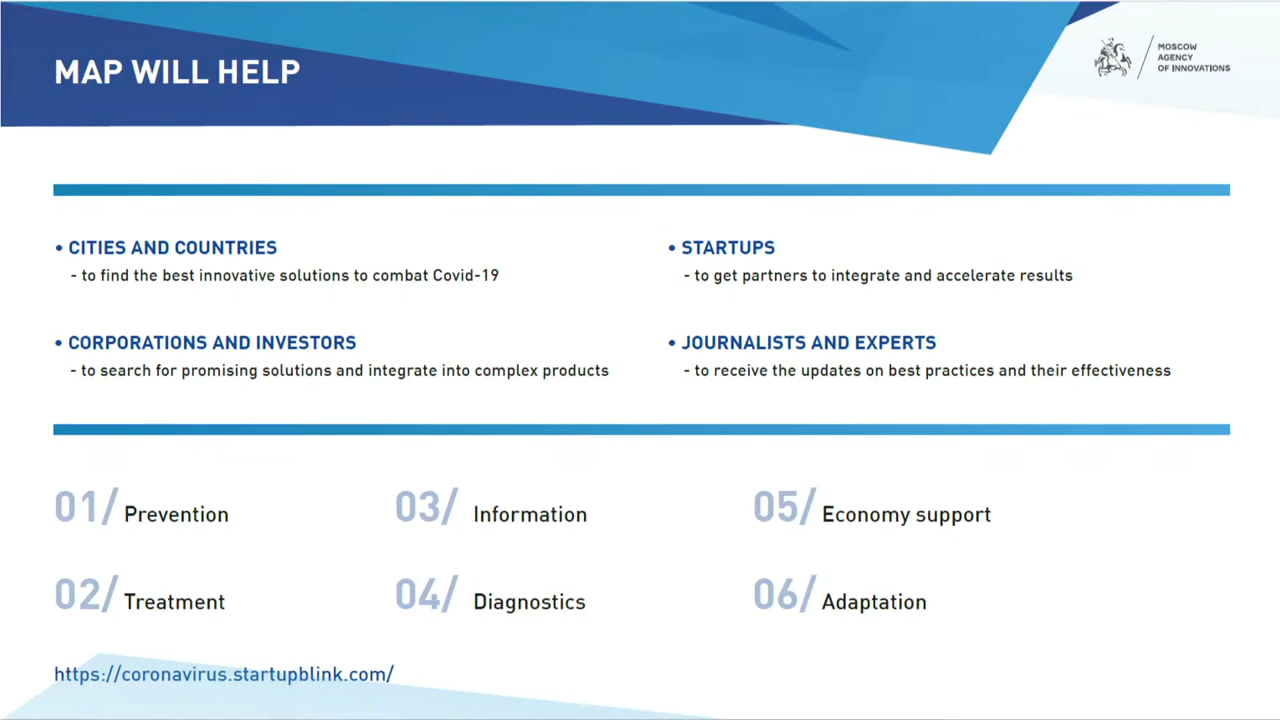 MAP WILL HELP
MOSCOW
AGENCY
OF INNOVATIONS
• CITIES AND COUNTRIES
- to find the best innovative solutions to combat Covid-19
• STARTUPS
- to get partners to integrate and accelerate results
• CORPORATIONS AND INVESTORS
- to search for promising solutions and integrate into complex products
• JOURNALISTS AND EXPERTS
- to receive the updates on best practices and their effectiveness
01/ Prevention
03/ Information
05/ Economy support
02/ Treatment
04/ Diagnostics
06/ Adaptation
https://coronavirus.startupblink.com/